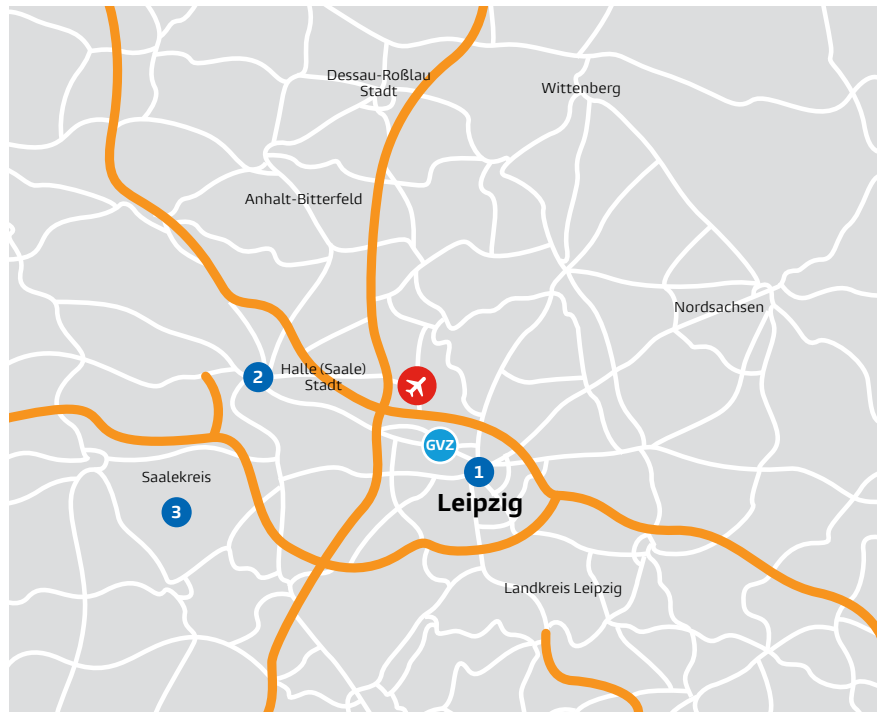 Dessau-Roßlau
Stadt
Wittenberg
Anhalt-Bitterfeld
Nordsachsen
2
Halle (Saale)
Stadt
GVZ
1
Leipzig
Saalekreis
3
Landkreis Leipzig